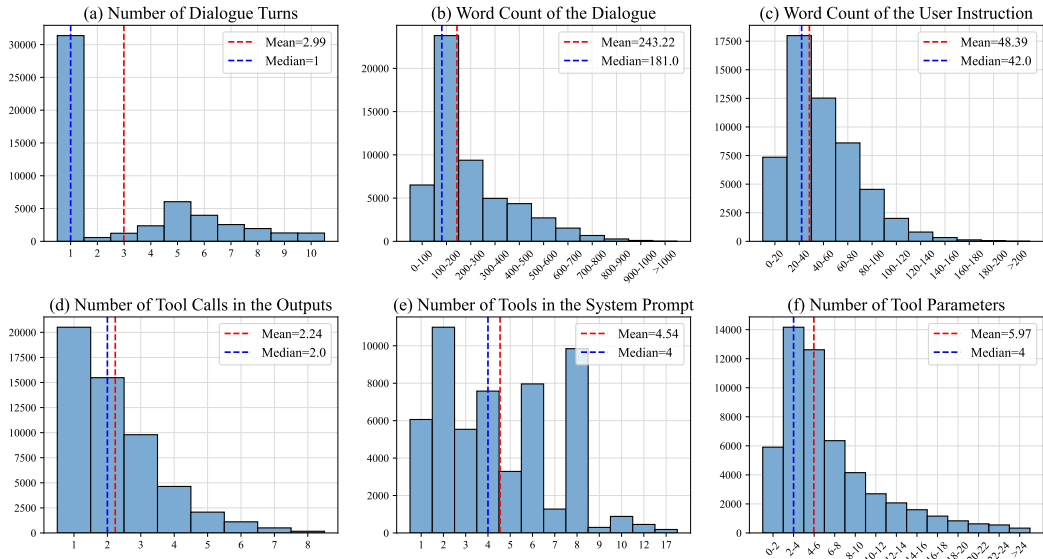 (a) Number of Dialogue Turns
30000
25000
20000
15000
10000
5000
0
Mean=2.99
Median=1
1 2 3 4 5 6 7 8 9 10
(b) Word Count of the Dialogue
20000
15000
10000
5000
0
Mean=243.22
Median=181.0
0-100 100-200 200-300 300-400 400-500 500-600 600-700 700-800 800-900 900-1000 >1000
(c) Word Count of the User Instruction
17500
15000
12500
10000
7500
5000
2500
0
Mean=48.39
Median=42.0
0-20 20-40 40-60 60-80 80-100 100-120 120-140 140-160 160-180 180-200 >200
(d) Number of Tool Calls in the Outputs
20000
17500
15000
12500
10000
7500
5000
2500
0
Mean=2.24
Median=2.0
1 2 3 4 5 6 7 8
(e) Number of Tools in the System Prompt
10000
8000
6000
4000
2000
0
Mean=4.54
Median=4
1 2 3 4 5 6 7 8 9 10 12 17
(f) Number of Tool Parameters
14000
12000
10000
8000
6000
4000
2000
0
Mean=5.97
Median=4
0-2 2-4 4-6 6-8 8-10 10-12 12-14 14-16 16-18 18-20 20-22 22-24